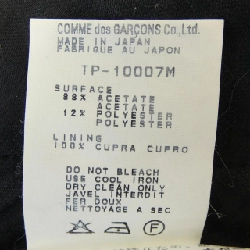 COMME des GARÇONS Co.,Ltd.
MADE IN JAPAN
FABRIQUE AU JAPON
TP-10007M
SURFACE
88% ACETATE
ACETATE
12% POLYESTER
POLYESTER
LINING
100% CUPRA CUPRO
DO NOT BLEACH
USE COOL IRON
DRY CLEAN ONLY
JAVEL INTERDIT
FER DOUX
NETTOYAGE A SEC